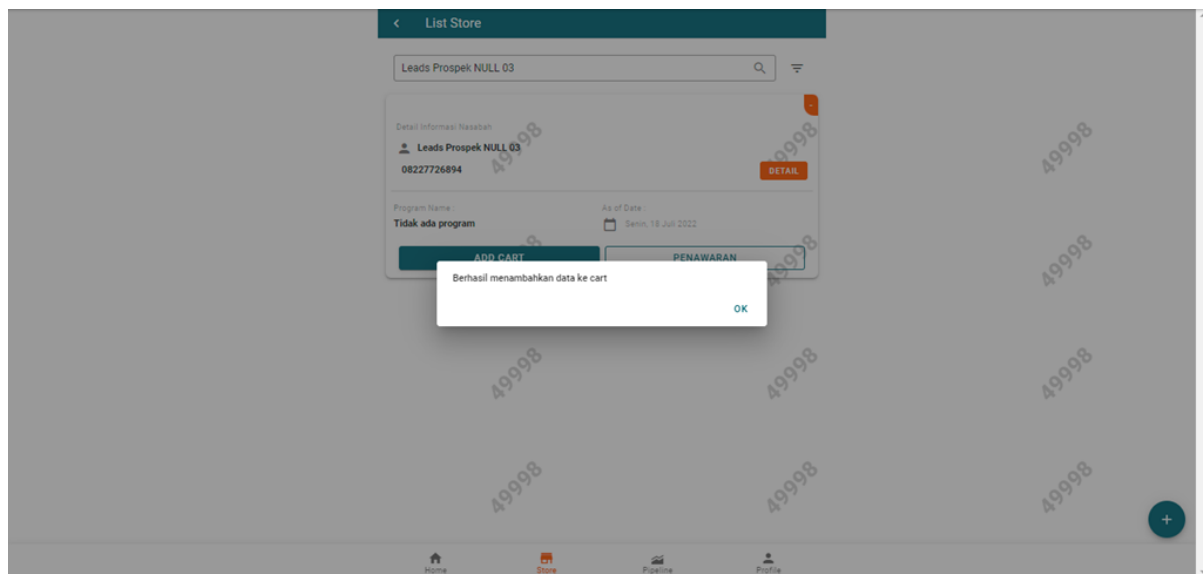 List Store
Leads Prospek NULL 03
-
Detail Informasi Nasabah
Leads Prospek NULL 03
08227726894
DETAIL
Program Name :
As of Date :
Tidak ada program
Senin, 18 Juli 2022
ADD CART
PENAWARAN
Berhasil menambahkan data ke cart
OK
49998
49998
49998
49998
49998
49998
49998
49998
49998
49998
49998
49998
+
Home
Store
Pipeline
Profile